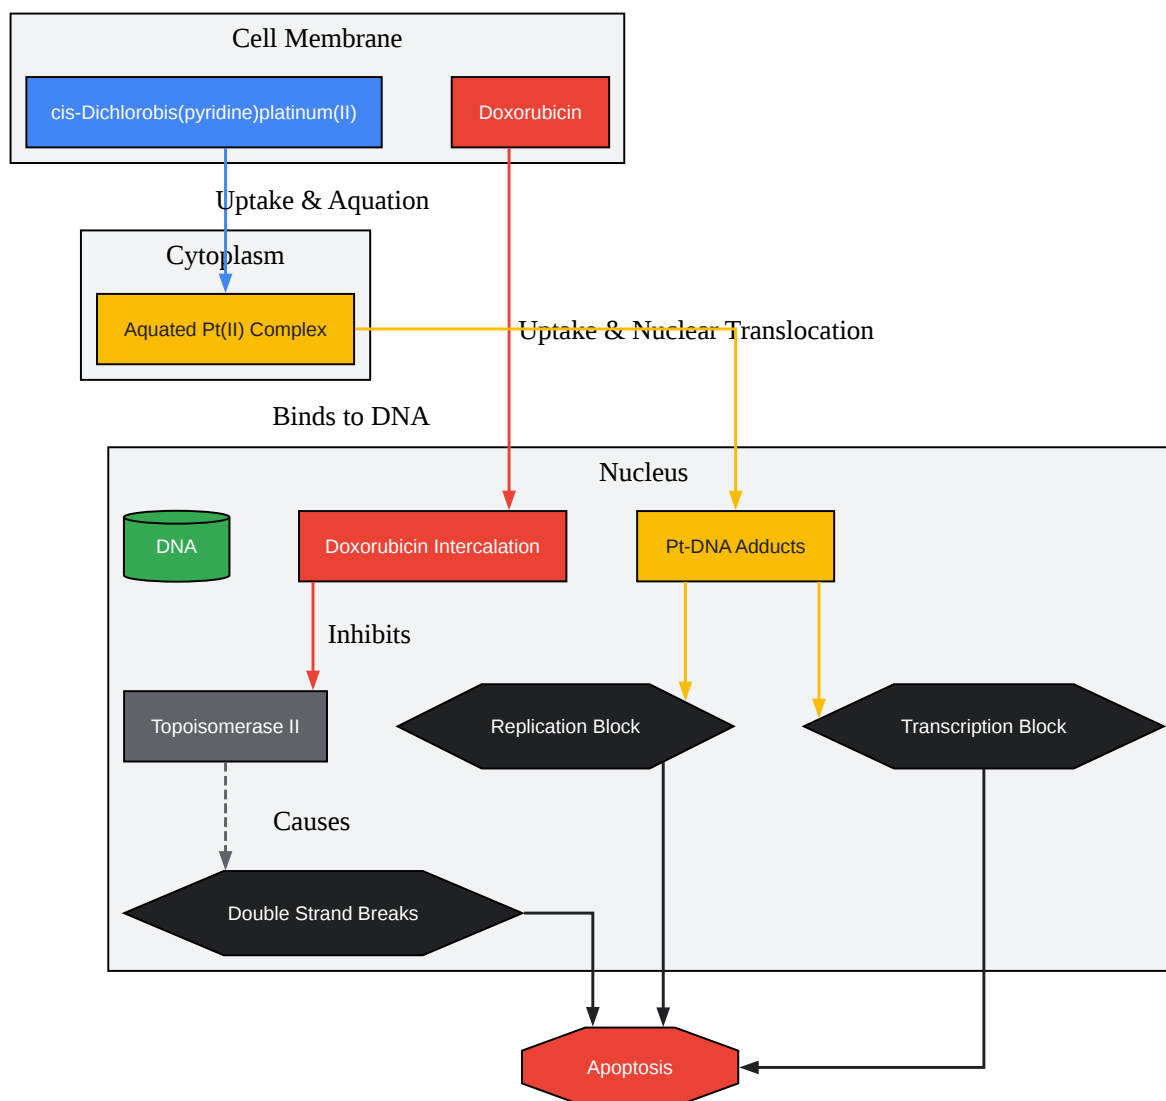 Cell Membrane
cis-Dichlorobis(pyridine)platinum(II)
Doxorubicin
Uptake & Aquation
Cytoplasm
Aquated Pt(II) Complex
Uptake & Nuclear Translocation
Binds to DNA
Nucleus
DNA
Doxorubicin Intercalation
Pt-DNA Adducts
Inhibits
Topoisomerase II
Replication Block
Transcription Block
Causes
Double Strand Breaks
Apoptosis